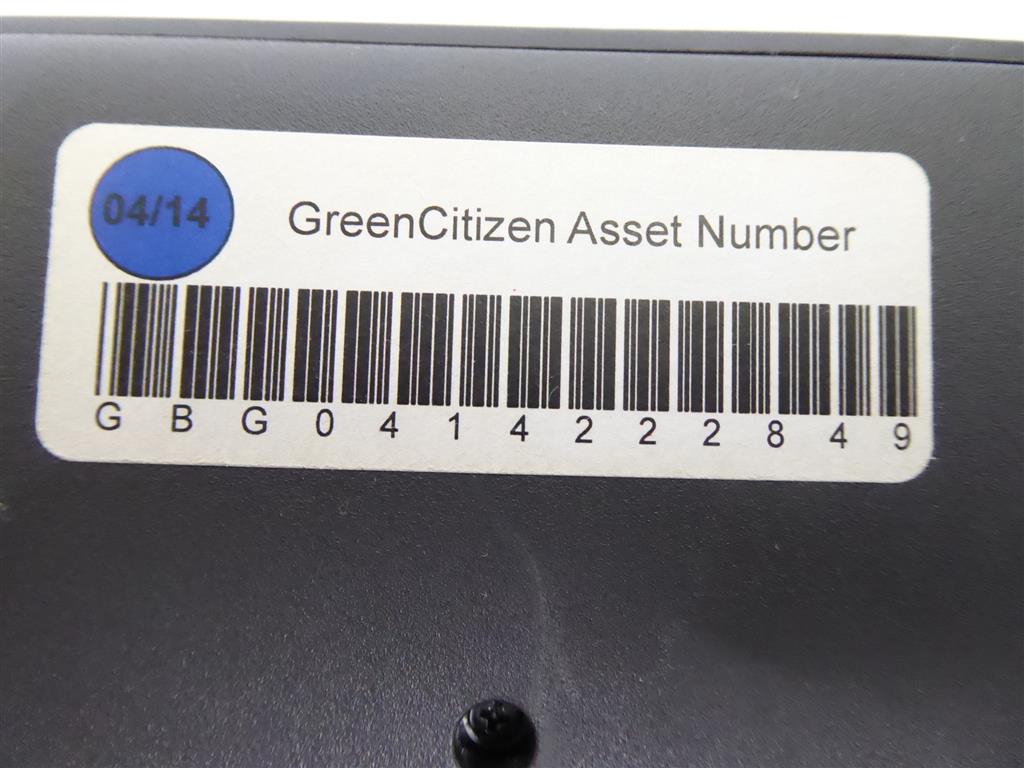 04/14
GreenCitizen Asset Number
G B G 0 4 1 4 2 2 2 8 4 9